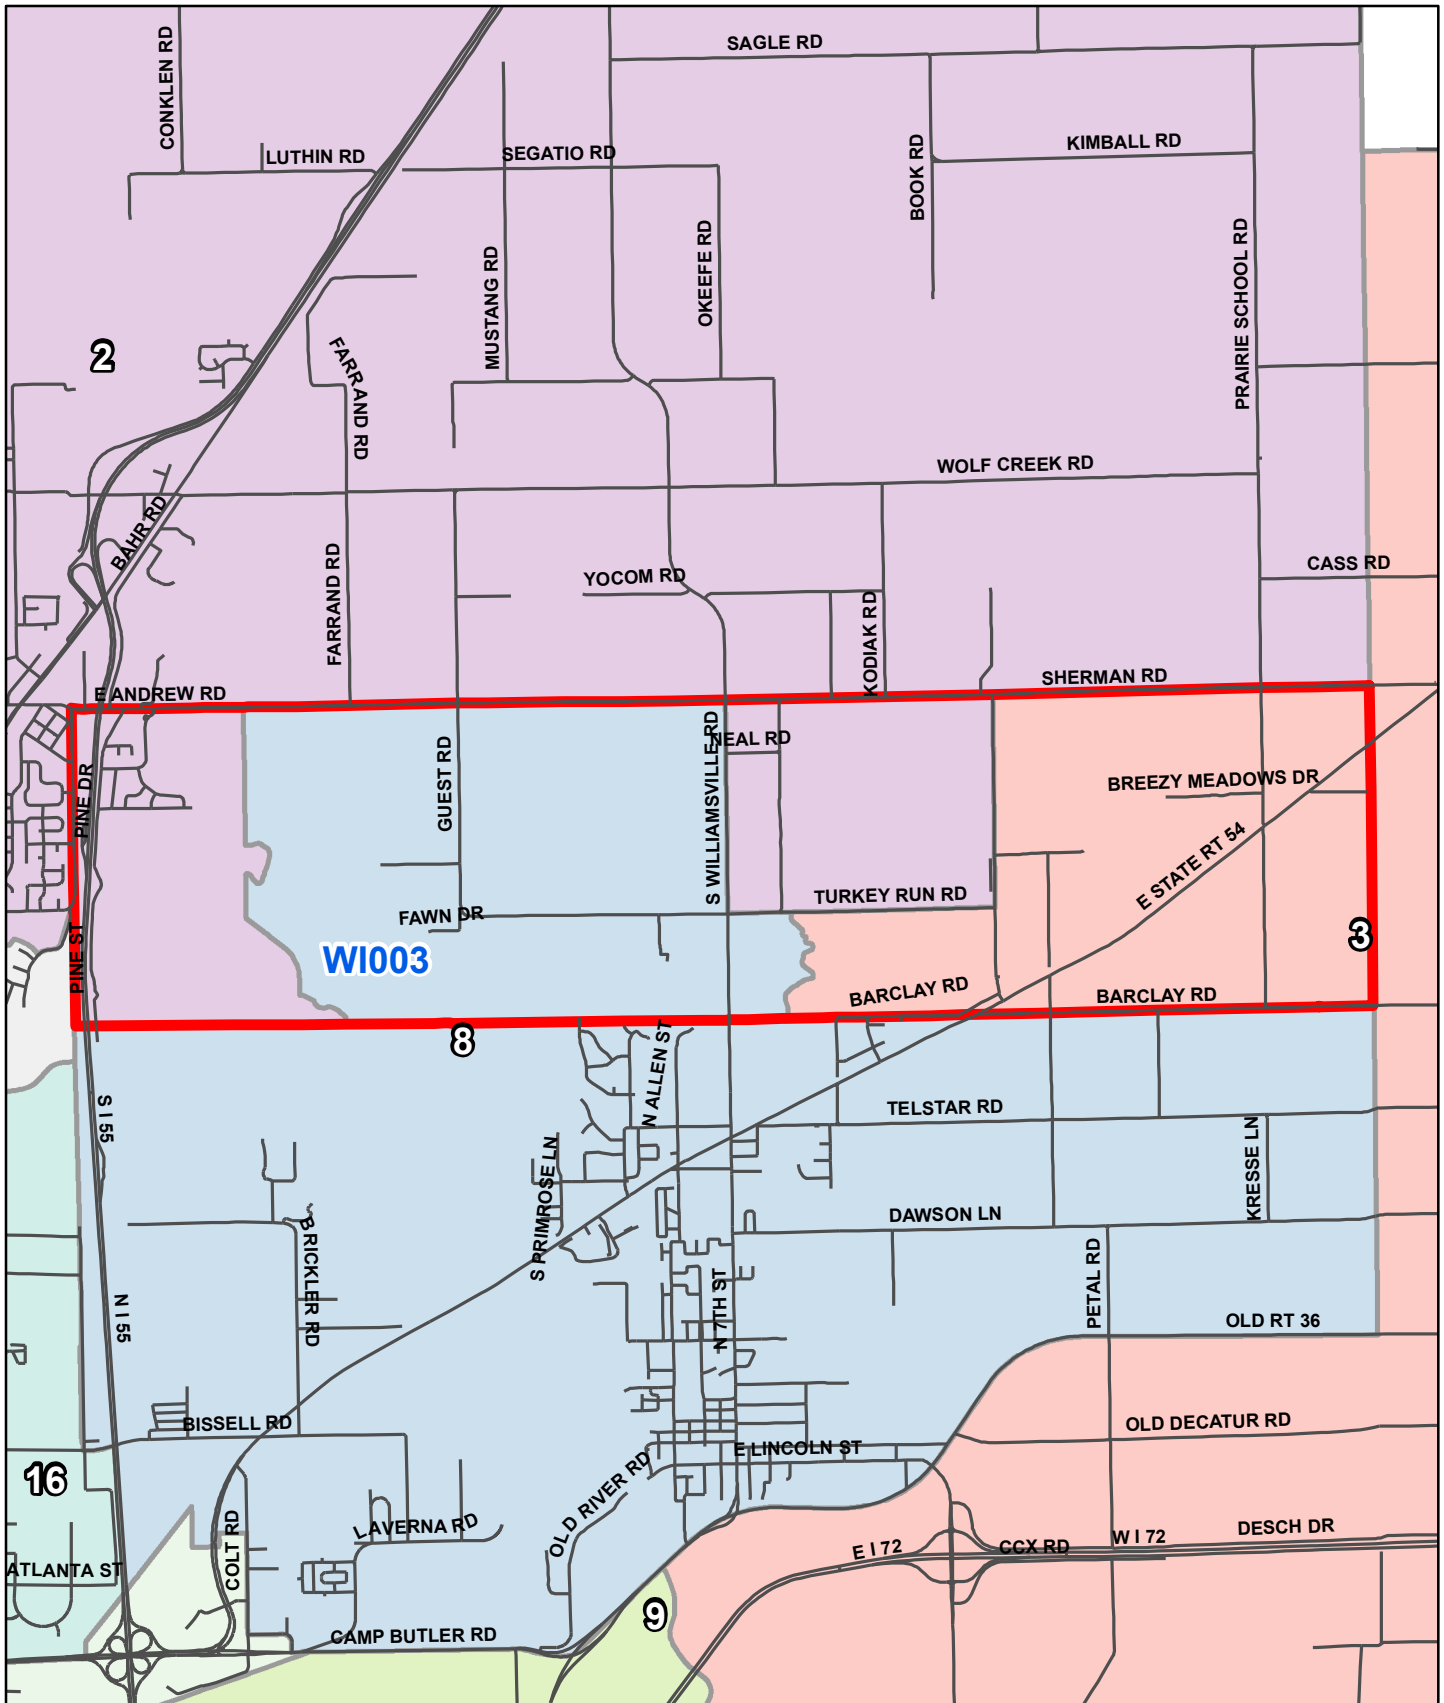 SAGLE RD
CONKLEN RD
LUTHIN RD
SEGATIO RD
BOOK RD
KIMBALL RD
MUSTANG RD
OKEEFE RD
PRAIRIE SCHOOL RD
2
FARRAND RD
WOLF CREEK RD
BAHR RD
FARRAND RD
YOCOM RD
CASS RD
KODIAK RD
SHERMAN RD
E ANDREW RD
S WILLIAMSVILLE RD
NEAL RD
GUEST RD
PINE DR
BREEZY MEADOWS DR
E STATE RT 54
TURKEY RUN RD
FAWN DR
PINE ST
WI003
3
BARCLAY RD
BARCLAY RD
8
N ALLEN ST
S I 55
TELSTAR RD
S PRIMROSE LN
KRESSE LN
DAWSON LN
BRICKLER RD
N I 55
N 7TH ST
PETAL RD
OLD RT 36
BISSELL RD
OLD DECATUR RD
E LINCOLN ST
16
OLD RIVER RD
LAVERNA RD
COLT RD
E I 72
CCX RD
W I 72
DESCH DR
ATLANTA ST
9
CAMP BUTLER RD